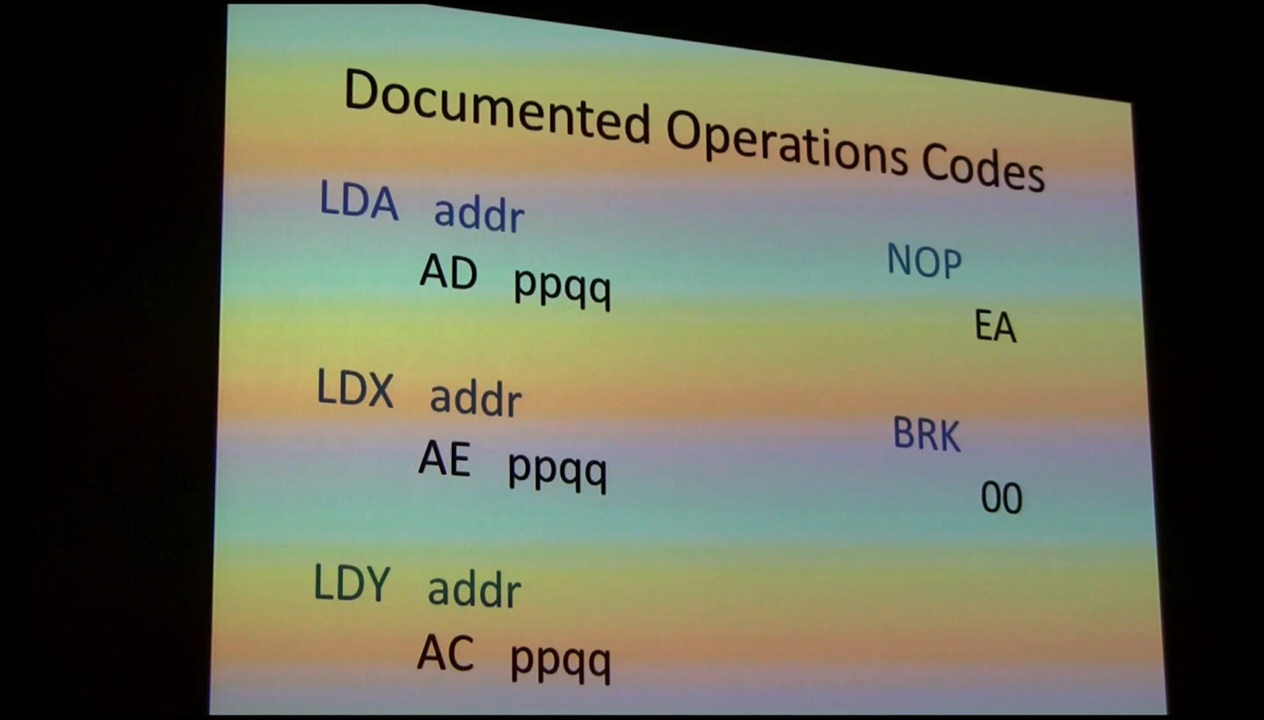 Documented Operations Codes
LDA addr
AD ppqq
LDX addr
AE ppqq
LDY addr
AC ppqq
NOP
EA
BRK
00